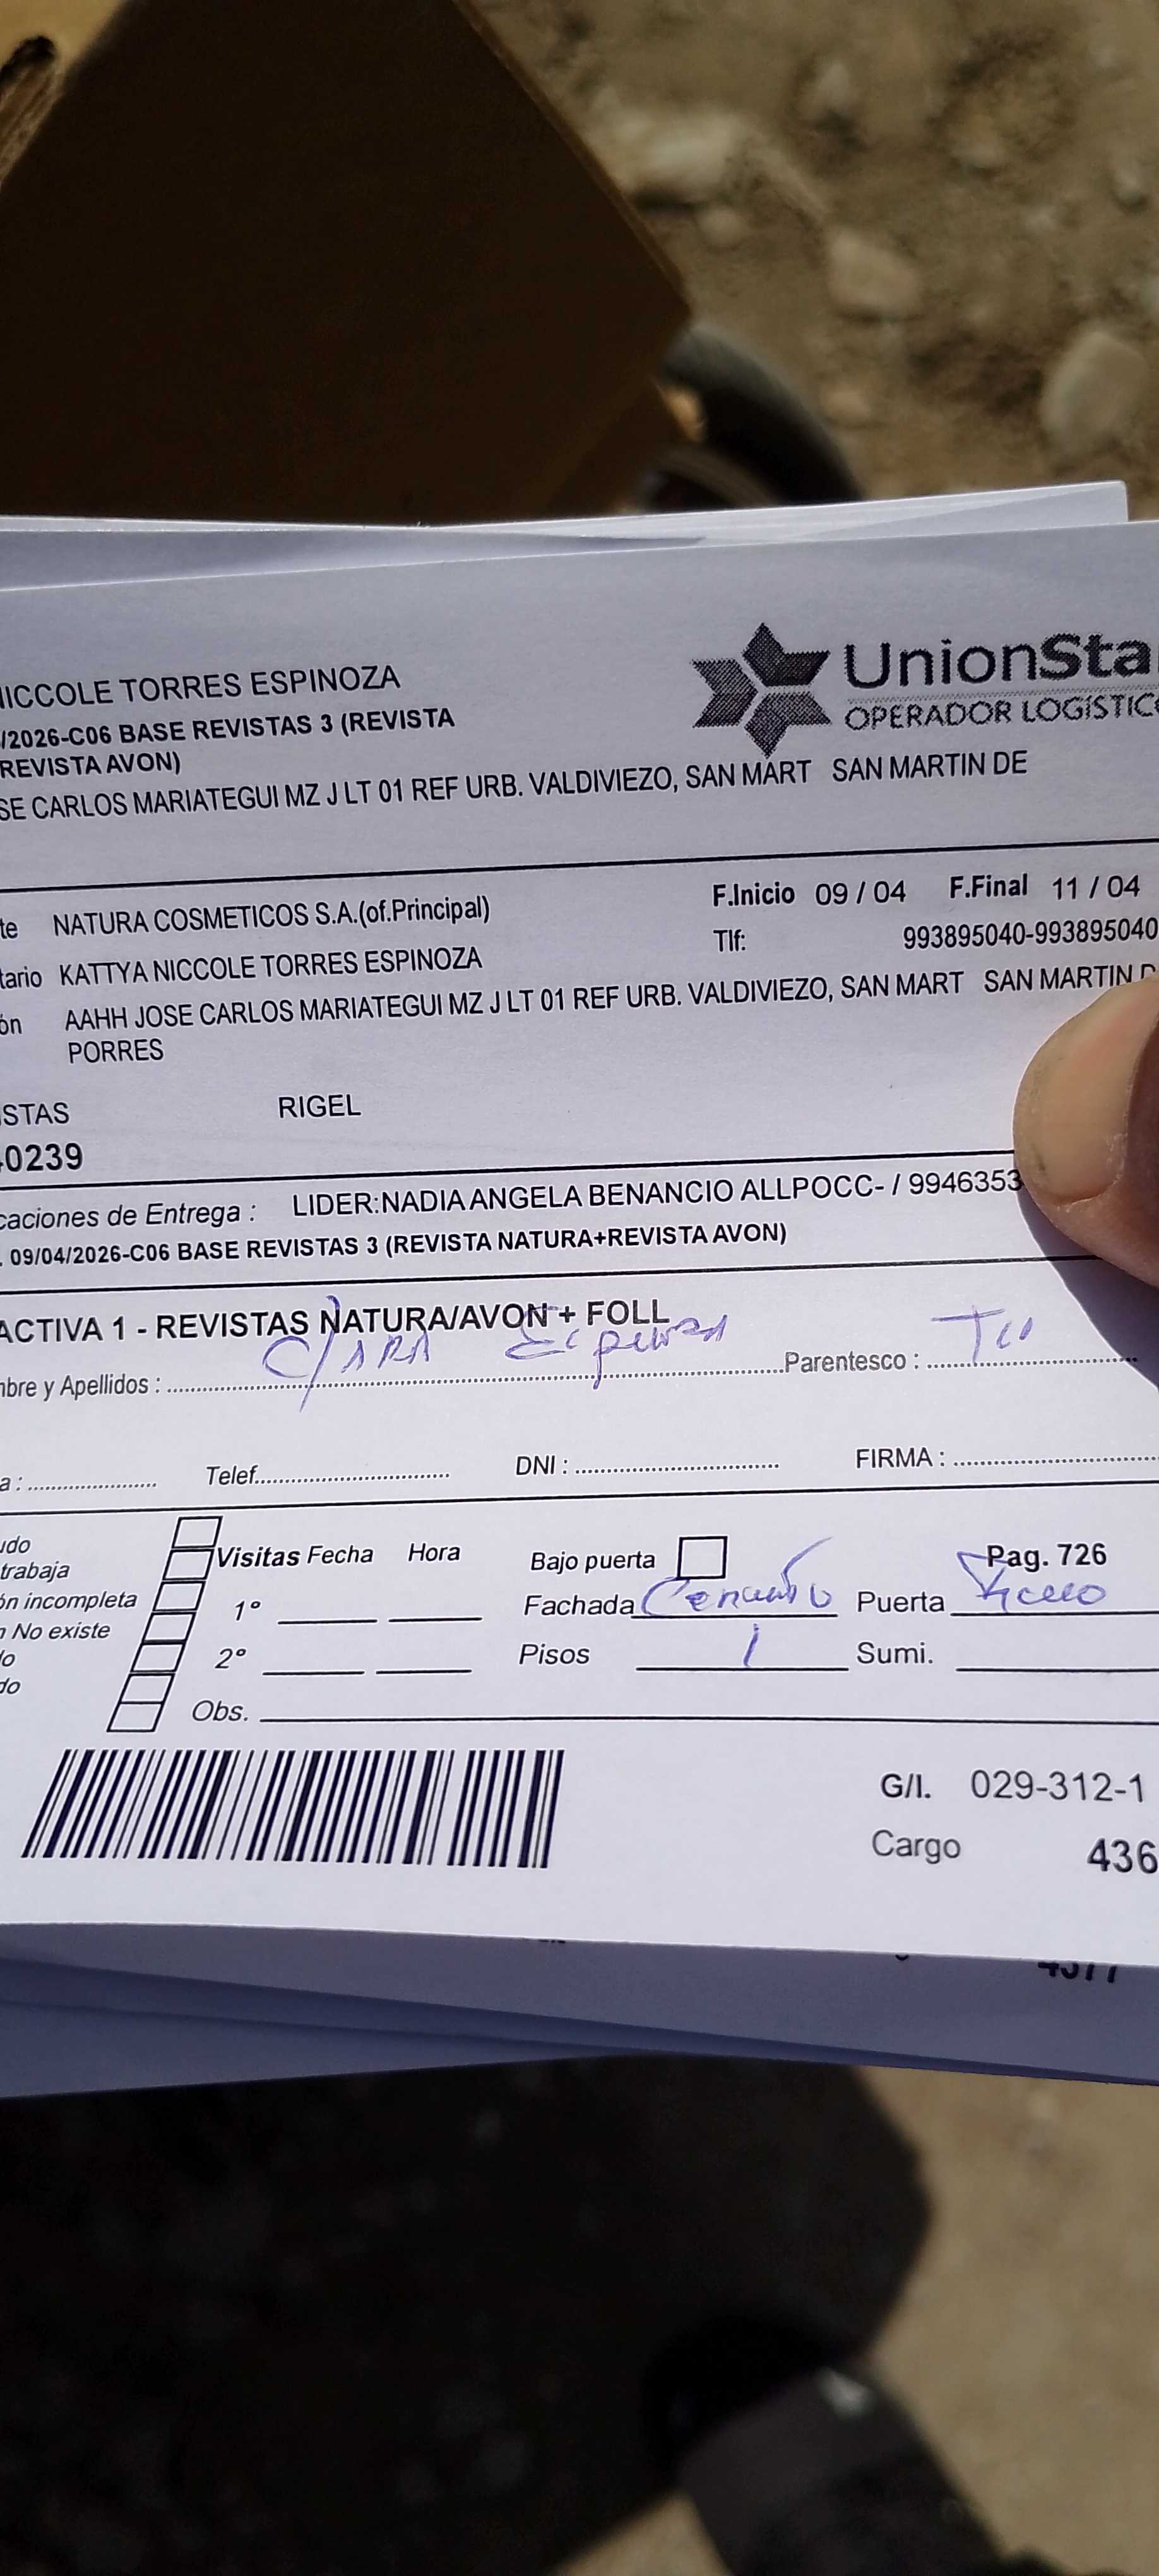 NICCOLE TORRES ESPINOZA
UnionSta
OPERADOR LOGÍSTIC
/2026-C06 BASE REVISTAS 3 (REVISTA
REVISTA AVON)
SE CARLOS MARIATEGUI MZ J LT 01 REF URB. VALDIVIEZO, SAN MART SAN MARTIN DE
te NATURA COSMETICOS S.A.(of.Principal) F.Inicio 09 / 04 F.Final 11 / 04
tario KATTYA NICCOLE TORRES ESPINOZA Tlf: 993895040-993895040
ón AAHH JOSE CARLOS MARIATEGUI MZ J LT 01 REF URB. VALDIVIEZO, SAN MART SAN MARTIN D
PORRES
ISTAS RIGEL
40239
caciones de Entrega : LIDER:NADIA ANGELA BENANCIO ALLPOCC- / 9946353
. 09/04/2026-C06 BASE REVISTAS 3 (REVISTA NATURA+REVISTA AVON)
ACTIVA 1 - REVISTAS NATURA/AVON + FOLL
mbre y Apellidos : ClARA Espinoza Parentesco :
a : Telef. DNI : FIRMA :
udo
trabaja
ón incompleta
n No existe
lo
do
Visitas Fecha Hora
1º
2º
Obs.
Bajo puerta Pag. 726
Fachada Cemento Puerta
Pisos 1 Sumi.
G/I. 029-312-1
Cargo 436
4377